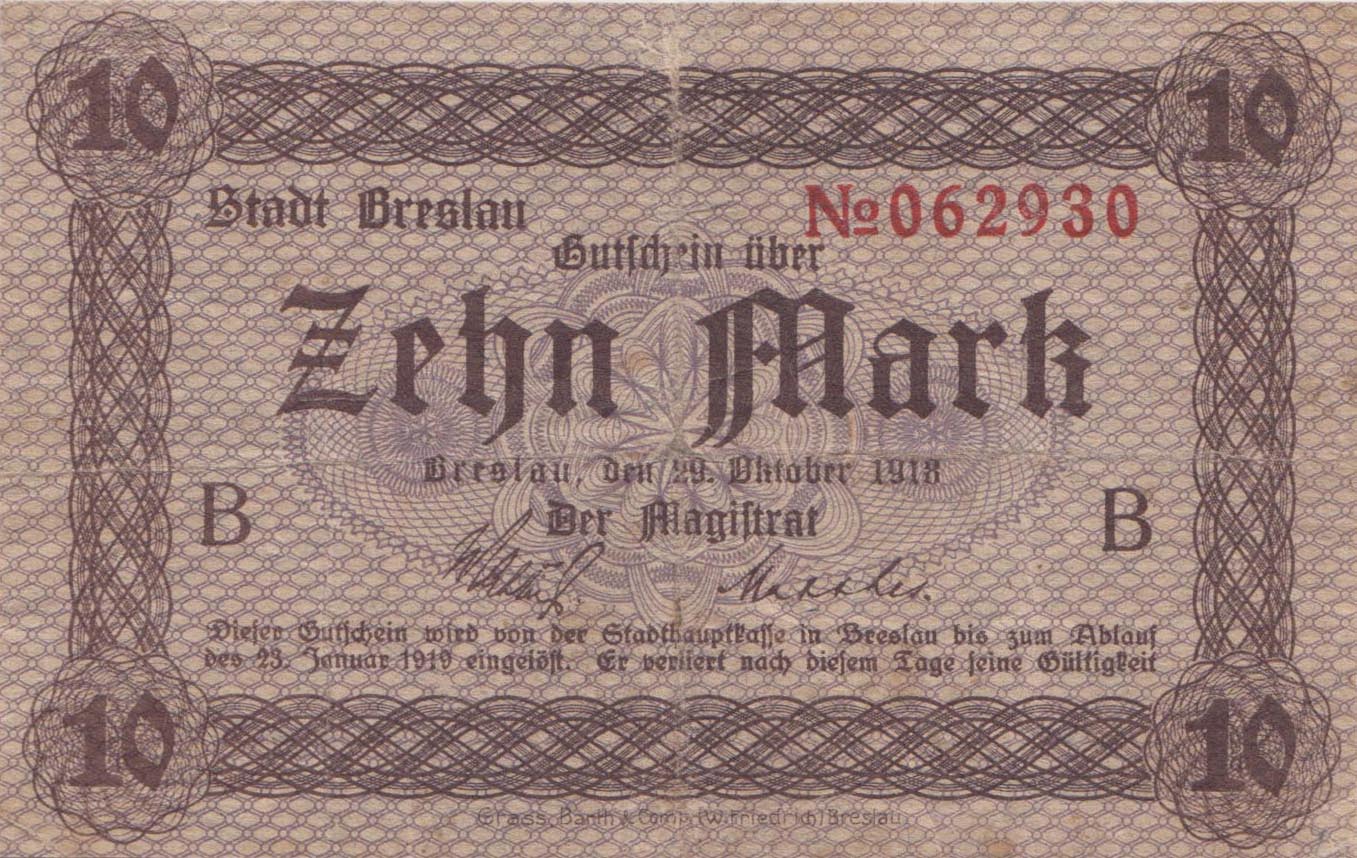 10 10
Stadt Breslau № 062930
Gutschein über
Zehn Mark
Breslau, den 29. Oktober 1918
B B
Der Magistrat
Dieser Gutschein wird von der Stadthauptkasse in Breslau bis zum Ablauf
des 23. Januar 1919 eingelöst. Er verliert nach diesem Tage seine Gültigkeit
10 10
Grass, Barth & Comp. (W. Friedrich) Breslau